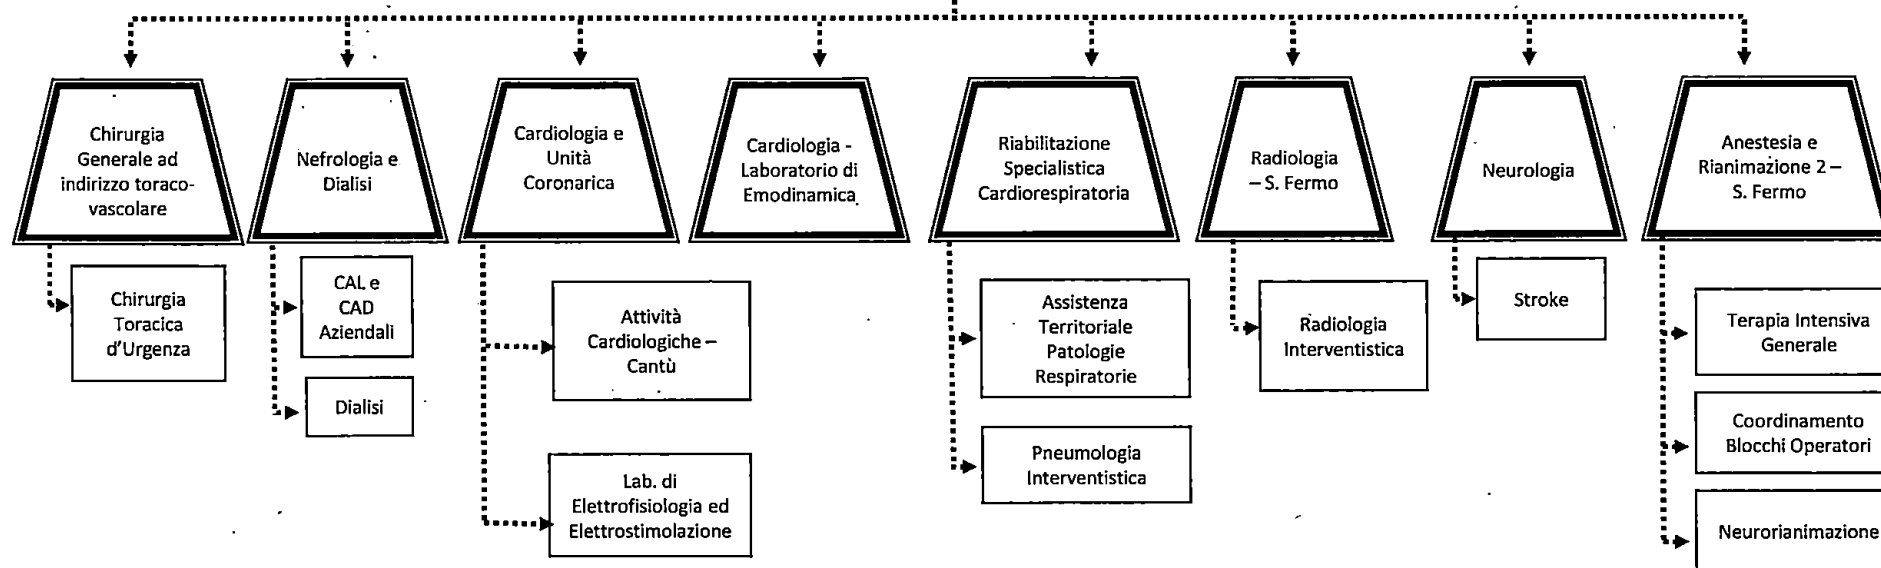 Chirurgia
Generale ad
indirizzo toraco-
vascolare
Nefrologia e
Dialisi
Cardiologia e
Unità
Coronarica
Cardiologia -
Laboratorio di
Emodinamica
Riabilitazione
Specialistica
Cardiorespiratoria
Radiologia
– S. Fermo
Neurologia
Anestesia e
Rianimazione 2 –
S. Fermo
Chirurgia
Toracica
d'Urgenza
CAL e
CAD
Aziendali
Dialisi
Attività
Cardiologiche –
Cantù
Lab. di
Elettrofisiologia ed
Elettrostimolazione
Assistenza
Territoriale
Patologie
Respiratorie
Pneumologia
Interventistica
Radiologia
Interventistica
Stroke
Terapia Intensiva
Generale
Coordinamento
Blocchi Operatori
Neurorianimazione